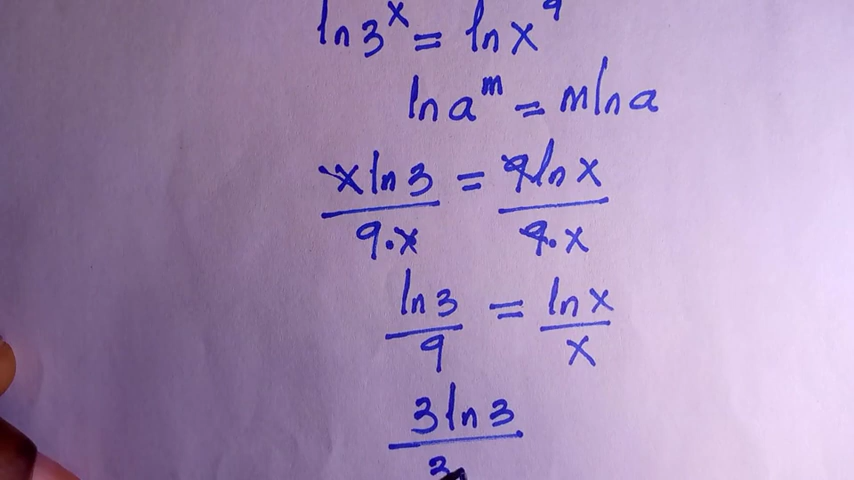 ln 3^x = ln x^9
ln a^m = m ln a
x ln 3 / 9·x = 9 ln x / 9·x
ln 3 / 9 = ln x / x
3 ln 3 / 3